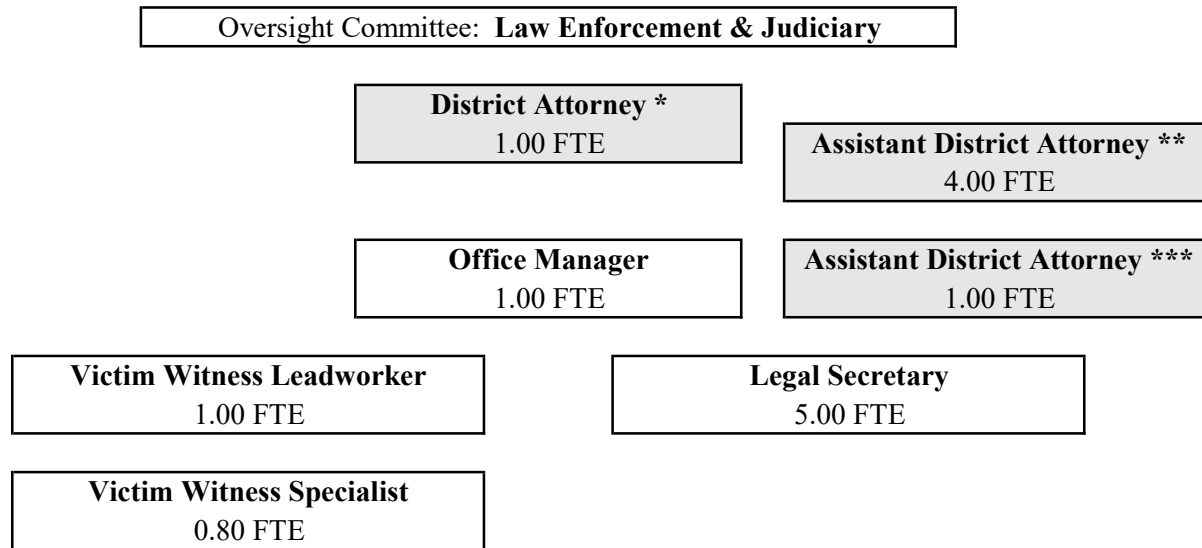 Oversight Committee: Law Enforcement & Judiciary
District Attorney *
1.00 FTE
Assistant District Attorney **
4.00 FTE
Office Manager
1.00 FTE
Assistant District Attorney ***
1.00 FTE
Victim Witness Leadworker
1.00 FTE
Legal Secretary
5.00 FTE
Victim Witness Specialist
0.80 FTE